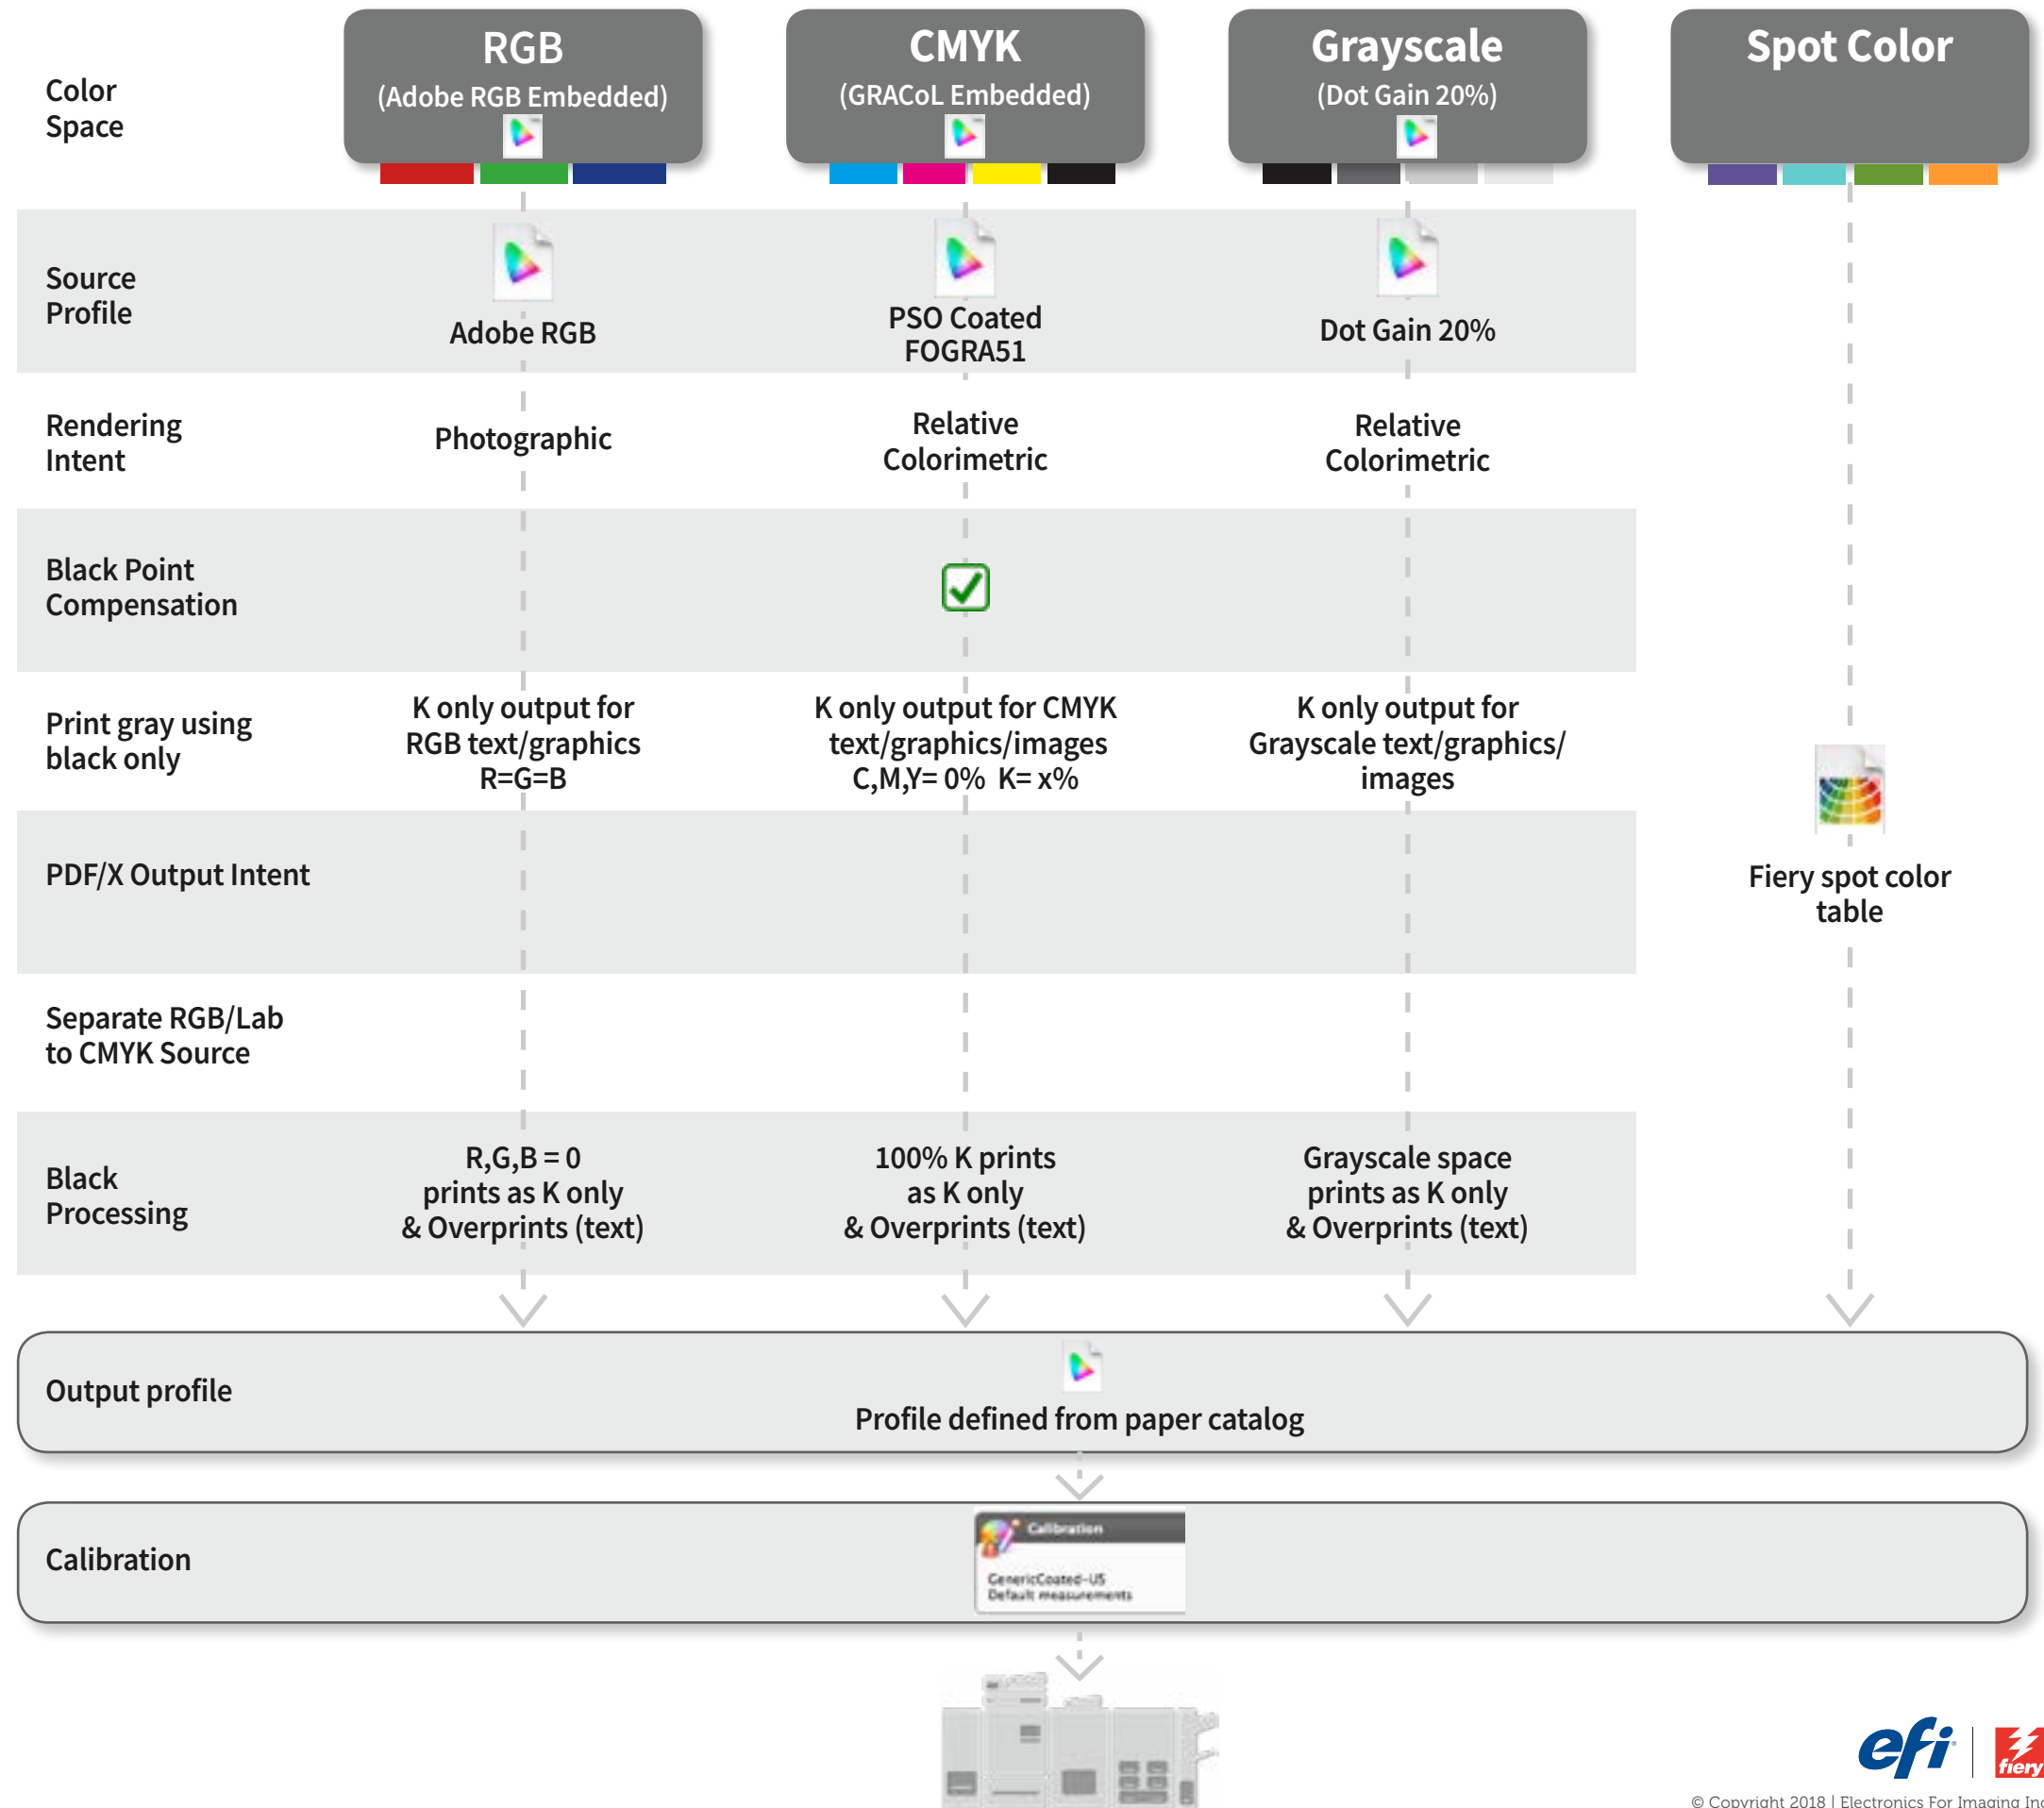 Color
Space
RGB
(Adobe RGB Embedded)
CMYK
(GRACoL Embedded)
Grayscale
(Dot Gain 20%)
Spot Color
Source
Profile
Adobe RGB
PSO Coated
FOGRA51
Dot Gain 20%
Rendering
Intent
Photographic
Relative
Colorimetric
Relative
Colorimetric
Black Point
Compensation
Print gray using
black only
K only output for
RGB text/graphics
R=G=B
K only output for CMYK
text/graphics/images
C,M,Y= 0% K= x%
K only output for
Grayscale text/graphics/
images
PDF/X Output Intent
Fiery spot color
table
Separate RGB/Lab
to CMYK Source
Black
Processing
R,G,B = 0
prints as K only
& Overprints (text)
100% K prints
as K only
& Overprints (text)
Grayscale space
prints as K only
& Overprints (text)
Output profile
Profile defined from paper catalog
Calibration
Calibration
GenericCoated-US
Default measurements
efi
fiery
© Copyright 2018 | Electronics For Imaging Inc